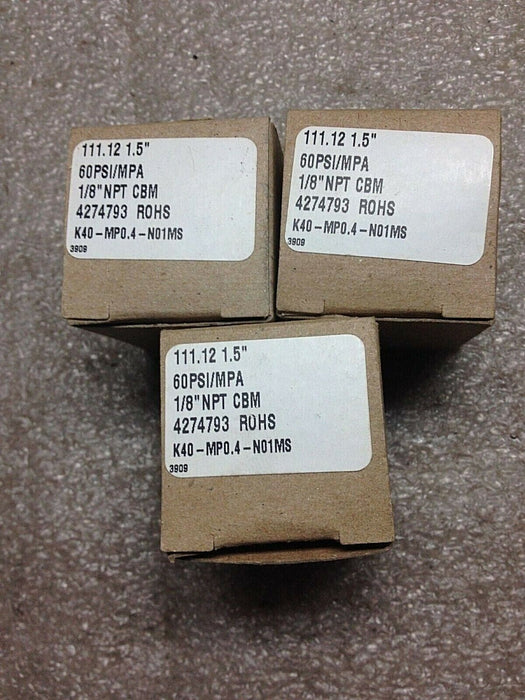 111.12 1.5"
60PSI/MPA
1/8"NPT CBM
4274793 ROHS
K40-MP0.4-N01MS
3909
111.12 1.5"
60PSI/MPA
1/8"NPT CBM
4274793 ROHS
K40-MP0.4-N01MS
3909
111.12 1.5"
60PSI/MPA
1/8"NPT CBM
4274793 ROHS
K40-MP0.4-N01MS
3909